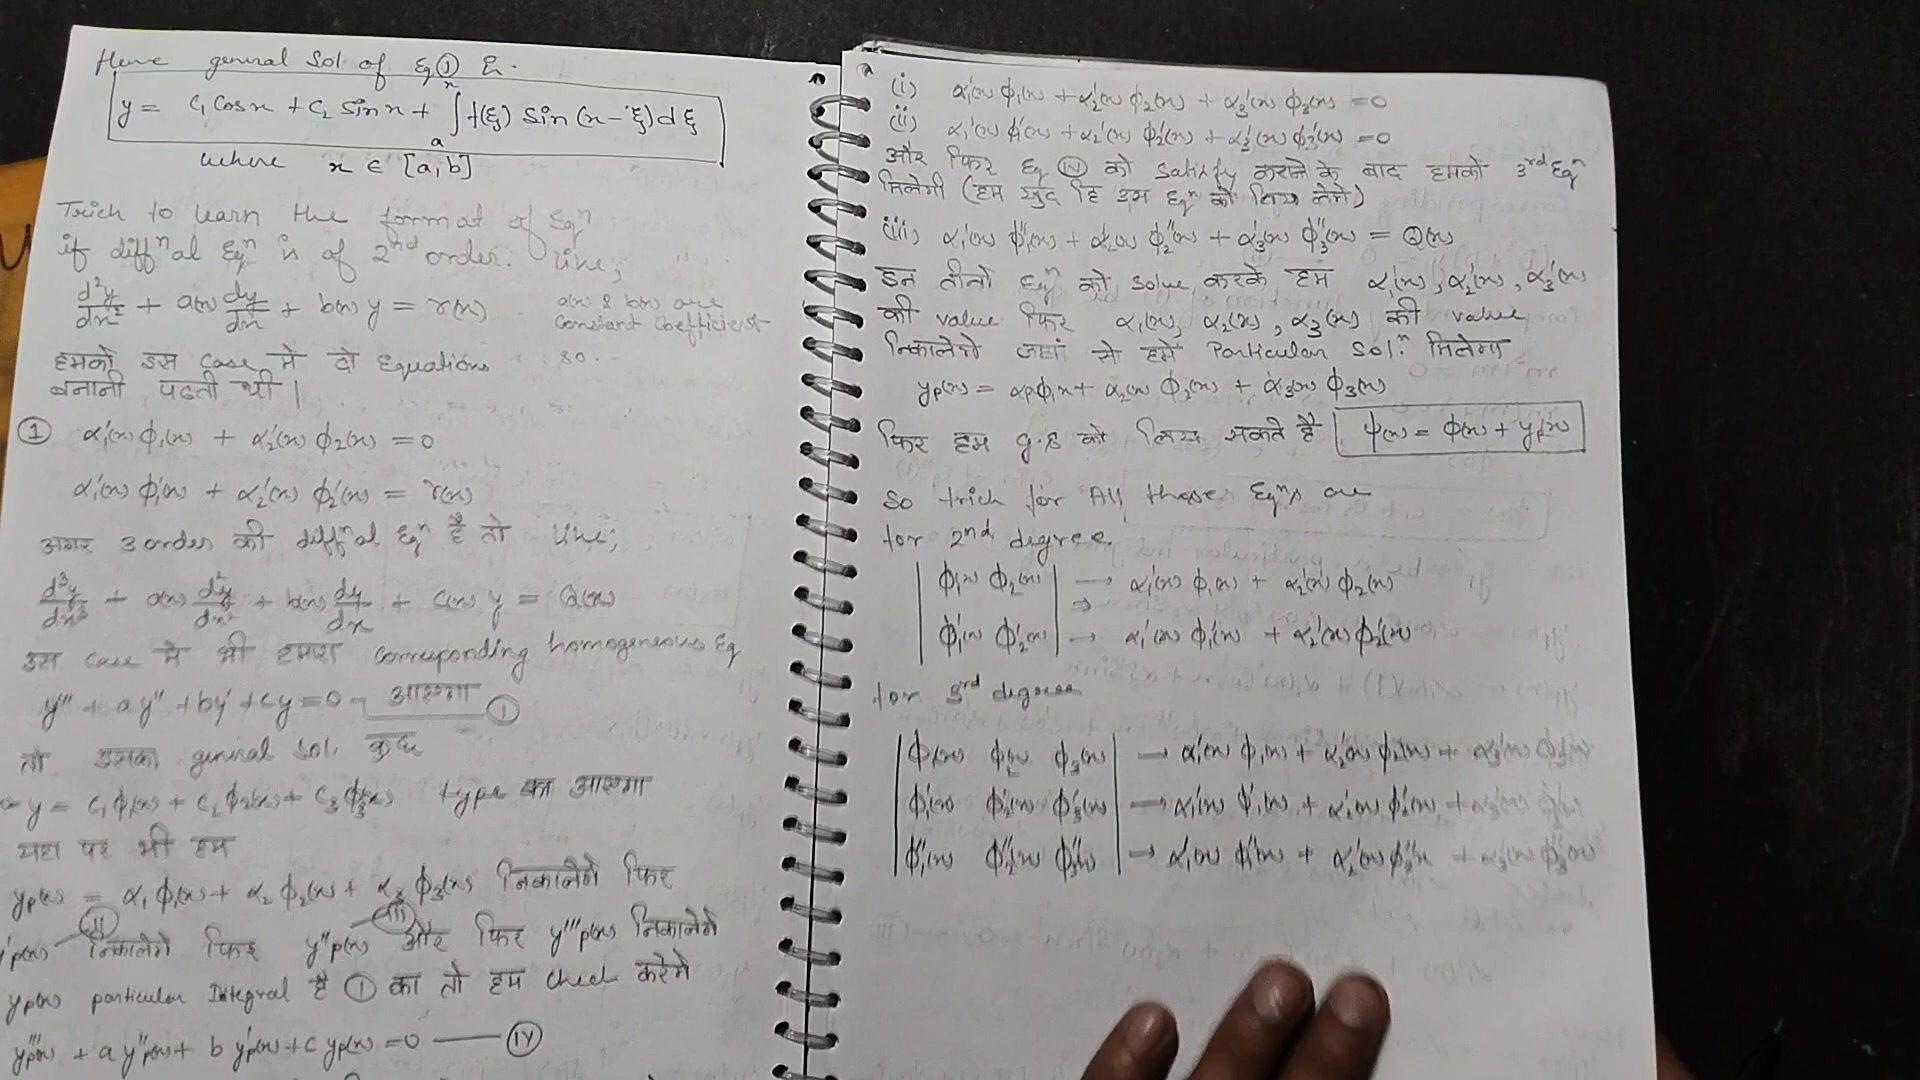 Hence general Sol of Eq ① is.
y = c₁ Cosx + c₂ Sin x + ∫ₐˣ f(ξ) Sin (x-ξ) dξ
where x ∈ [a,b]
Trick to learn the format of Eqⁿ
if diffⁿal Eqⁿ is of 2ⁿᵈ order. like;
d²y/dx² + a(x) dy/dx + b(x) y = r(x) a(x) & b(x) are
Constant Coefficient
हमको इस Case मे दो Equations so.
बनानी पढती थी |
① α₁'(x) ϕ₁(x) + α₂'(x) ϕ₂(x) = 0
α₁'(x) ϕ₁'(x) + α₂'(x) ϕ₂'(x) = r(x)
अगर 3 order की diffⁿal Eqⁿ है तो like;
d³y/dx³ + a(x) d²y/dx² + b(x) dy/dx + c(x) y = Q(x)
इस Case मे भी हमारा Corresponding homogeneous Eq
y''' + a y'' + by' + cy = 0 - आएगा ①
तो उसका general Sol. कुछ
y = c₁ϕ₁(x) + c₂ϕ₂(x) + c₃ϕ₃(x) type का आएगा
यहा पर भी हम
yp(x) = α₁ ϕ₁(x) + α₂ ϕ₂(x) + α₃ ϕ₃(x) निकालेगे फिर
'p(x) Ⅱ निकालेगे फिर y''p(x) Ⅲ और फिर y'''p(x) निकालेगे
yp(x) particular Integral है ① का तो हम check करेगे
y'''p(x) + a y''p(x) + b y'p(x) + c yp(x) = 0 — Ⅳ
(i) α₁'(x) ϕ₁(x) + α₂'(x) ϕ₂(x) + α₃'(x) ϕ₃(x) = 0
(ii) α₁'(x) ϕ₁'(x) + α₂'(x) ϕ₂'(x) + α₃'(x) ϕ₃'(x) = 0
और फिर Eq Ⅳ को Satisfy कराने के बाद हमको 3ʳᵈ Eqⁿ
मिलेगी (हम खुद हि उस Eqⁿ को लिख लेगे)
(iii) α₁'(x) ϕ₁''(x) + α₂'(x) ϕ₂''(x) + α₃'(x) ϕ₃''(x) = Q(x)
इन तीनो Eqⁿ को Solve करके हम α₁'(x), α₂'(x), α₃'(x)
की value फिर α₁(x), α₂(x), α₃(x) की value
निकालेगे जहां से हमे Particular Solⁿ. मिलेगा
yp(x) = α₁ϕ₁x + α₂(x) ϕ₂(x) + α₃(x) ϕ₃(x)
फिर हम g.s को लिख सकते है ψ(x) = ϕ(x) + yp(x)
So trick for All these Eqⁿs are
for 2ⁿᵈ degree
| ϕ₁(x) ϕ₂(x) | → α₁'(x) ϕ₁(x) + α₂'(x) ϕ₂(x)
⇒
| ϕ₁'(x) ϕ₂'(x) | → α₁'(x) ϕ₁'(x) + α₂'(x) ϕ₂'(x)
for 3ʳᵈ degree
| ϕ₁(x) ϕ₂(x) ϕ₃(x) | → α₁'(x) ϕ₁(x) + α₂'(x) ϕ₂(x) + α₃'(x) ϕ₃(x)
| ϕ₁'(x) ϕ₂'(x) ϕ₃'(x) | → α₁'(x) ϕ₁'(x) + α₂'(x) ϕ₂'(x) + α₃'(x) ϕ₃'(x)
| ϕ₁''(x) ϕ₂''(x) ϕ₃''(x) | → α₁'(x) ϕ₁''(x) + α₂'(x) ϕ₂''(x) + α₃'(x) ϕ₃''(x)